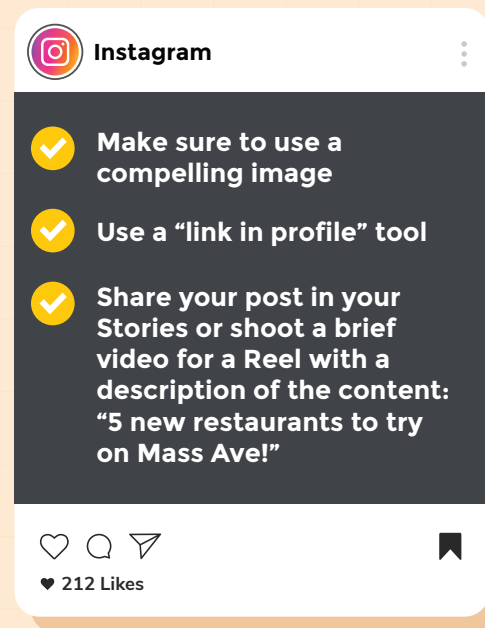 Instagram
Make sure to use a
compelling image
Use a “link in profile” tool
Share your post in your
Stories or shoot a brief
video for a Reel with a
description of the content:
“5 new restaurants to try
on Mass Ave!”
212 Likes